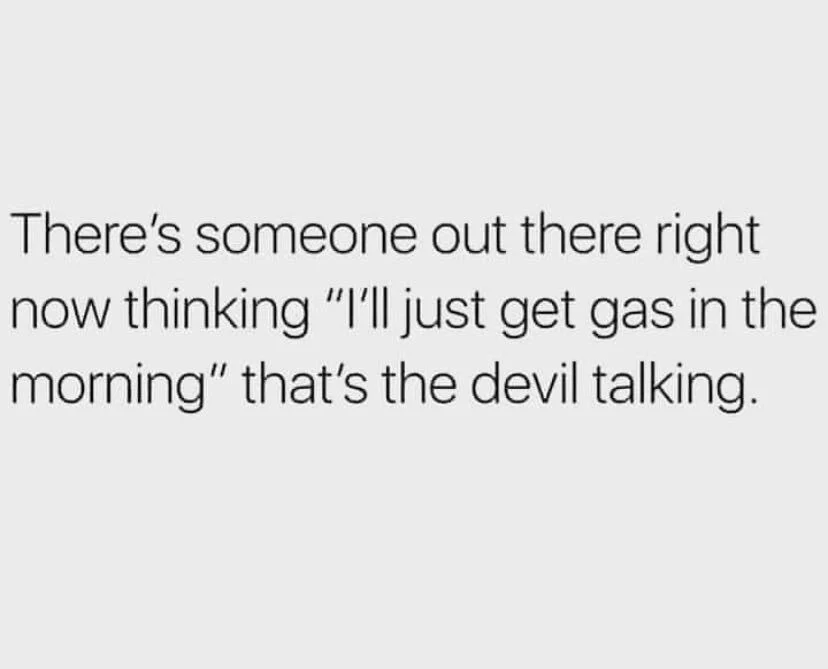 There’s someone out there right
now thinking "I’ll just get gas in the
morning" that’s the devil talking.